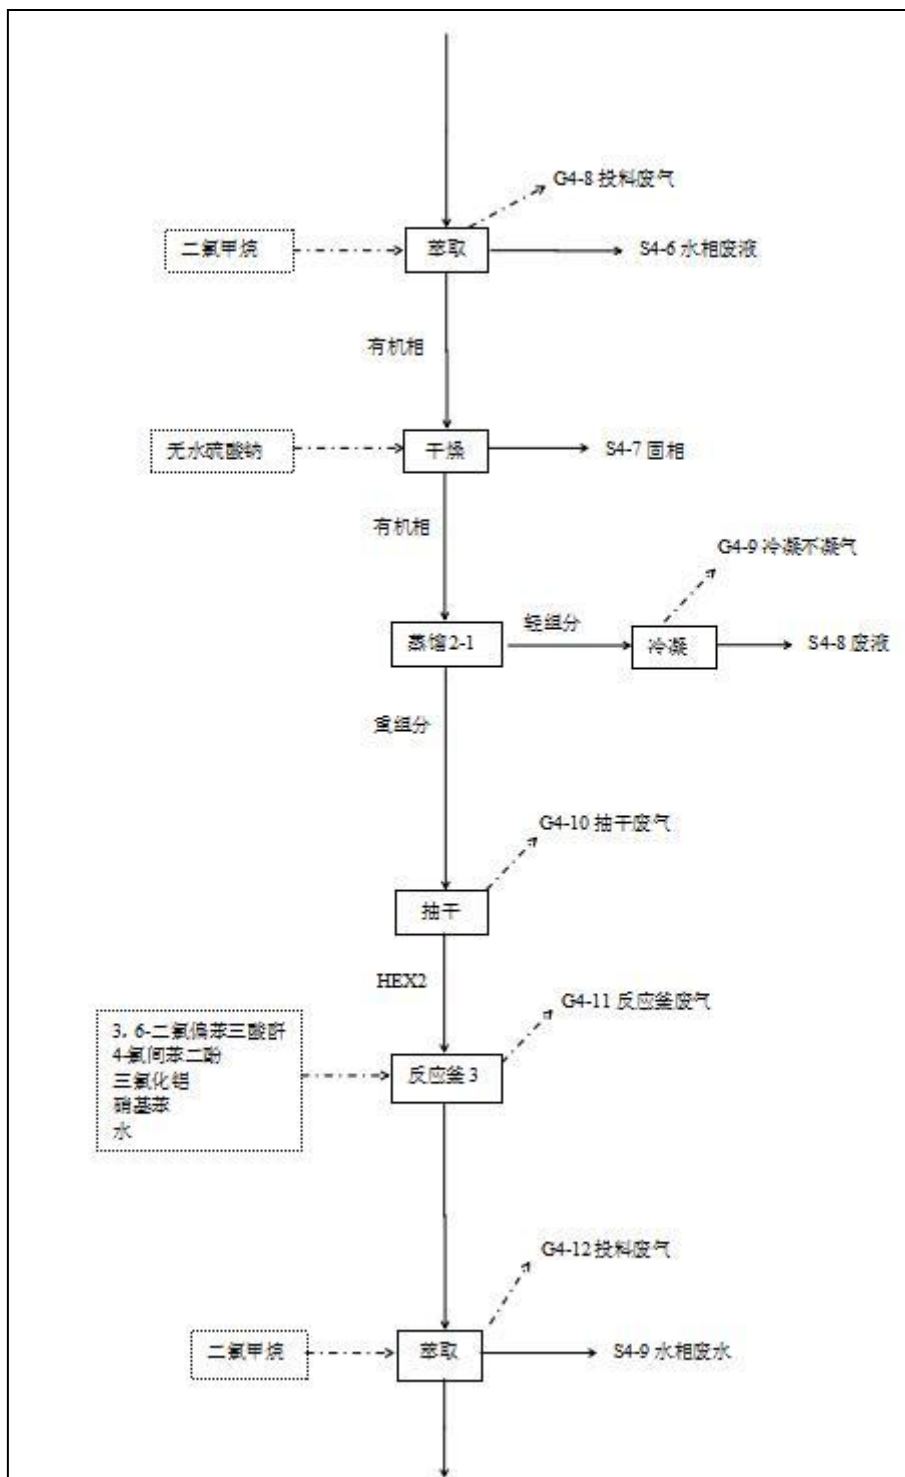 G4-8 投料废气
二氯甲烷
萃取
S4-6 水相废液
有机相
无水硫酸钠
干燥
S4-7 固相
有机相
G4-9 冷凝不凝气
蒸馏2-1
轻组分
冷凝
S4-8 废液
重组分
G4-10 抽干废气
抽干
HEX2
G4-11 反应釜废气
3, 6-二氯偏苯三酸酐
4-氯间苯二酚
三氯化铝
硝基苯
水
反应釜 3
G4-12 投料废气
二氯甲烷
萃取
S4-9 水相废水